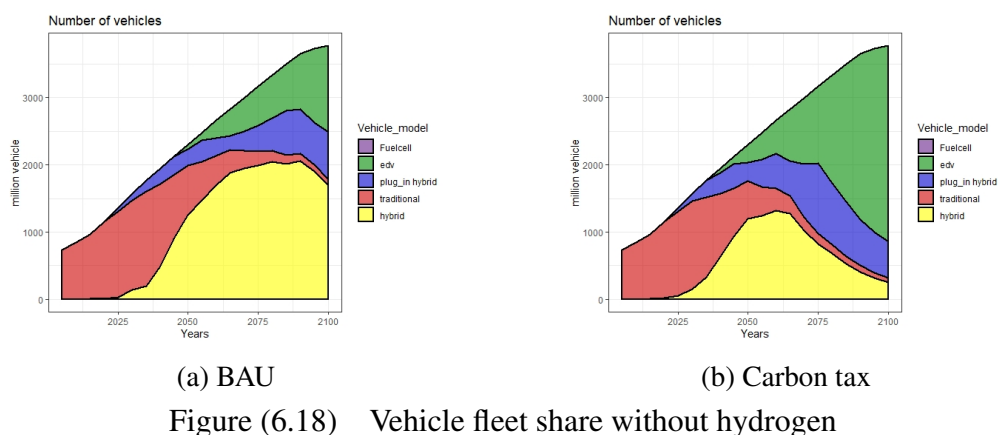 Number of vehicles
million vehicle
3000
2000
1000
0
2025
2050
2075
2100
Years
Vehicle_model
Fuelcell
edv
plug_in hybrid
traditional
hybrid
(a) BAU
Number of vehicles
million vehicle
3000
2000
1000
0
2025
2050
2075
2100
Years
Vehicle_model
Fuelcell
edv
plug_in hybrid
traditional
hybrid
(b) Carbon tax
Figure (6.18) Vehicle fleet share without hydrogen